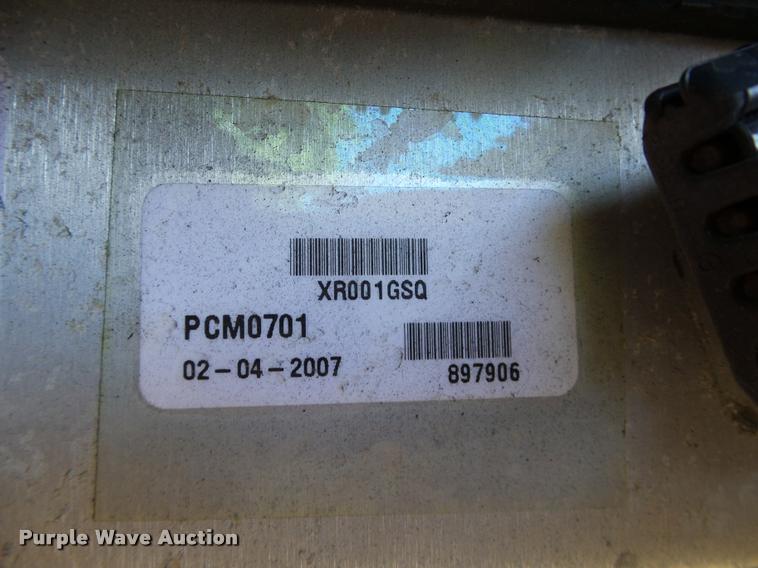 XR001GSQ
PCM0701
02-04-2007
897906
Purple Wave Auction